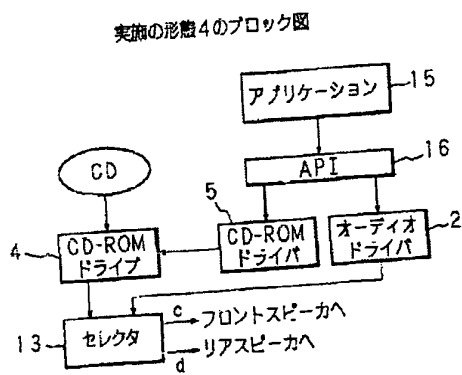 実施の形態4のブロック図
アプリケーション
15
API
16
CD
5
4
CD-ROM
ドライブ
CD-ROM
ドライバ
オーディオ
ドライバ
2
13
セレクタ
c
フロントスピーカへ
リアスピーカへ
d